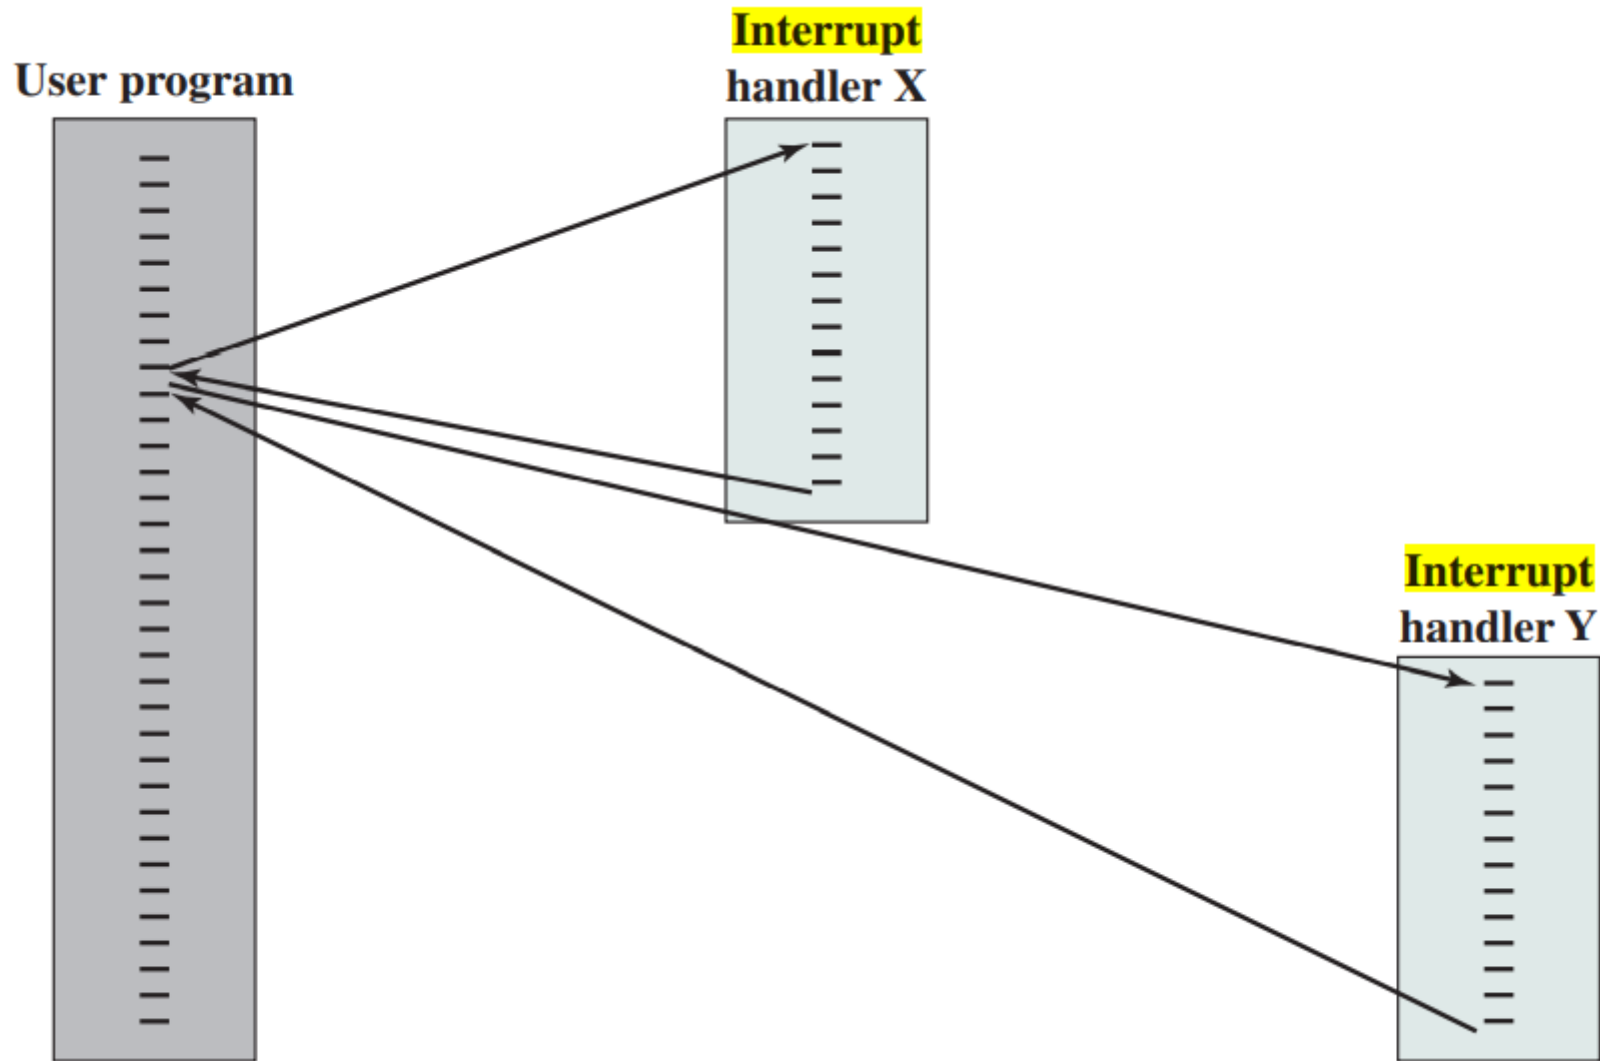 User program
Interrupt
handler X
Interrupt
handler Y